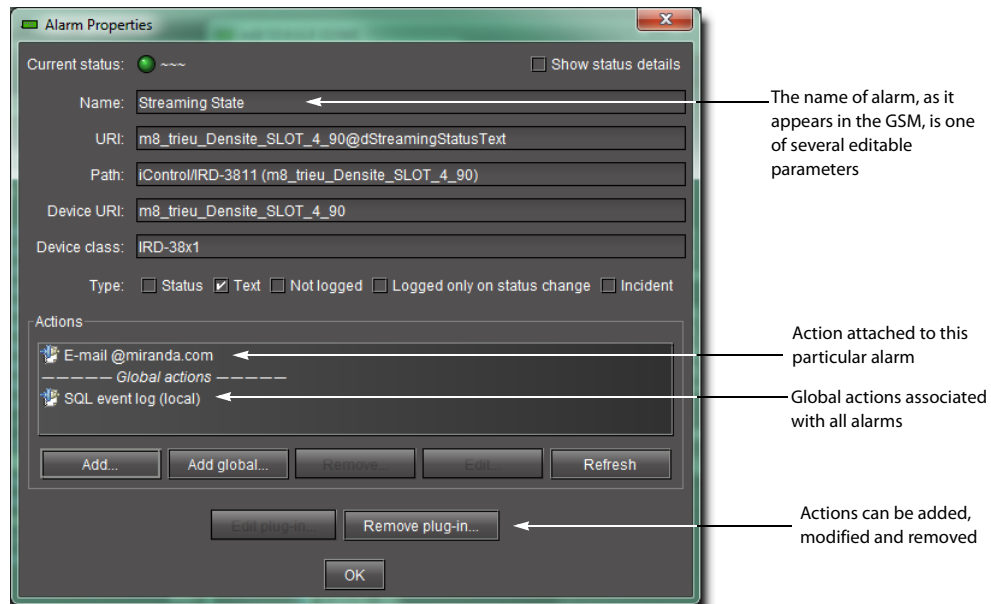 Alarm Properties
Current status: ~~~ Show status details
Name: Streaming State
URI: m8_trieu_Densite_SLOT_4_90@dStreamingStatusText
Path: iControl/IRD-3811 (m8_trieu_Densite_SLOT_4_90)
Device URI: m8_trieu_Densite_SLOT_4_90
Device class: IRD-38x1
Type: Status Text Not logged Logged only on status change Incident
Actions
E-mail @miranda.com
————— Global actions —————
SQL event log (local)
Add... Add global... Remove... Edit... Refresh
Edit plug-in... Remove plug-in...
OK
The name of alarm, as it
appears in the GSM, is one
of several editable
parameters
Action attached to this
particular alarm
Global actions associated
with all alarms
Actions can be added,
modified and removed